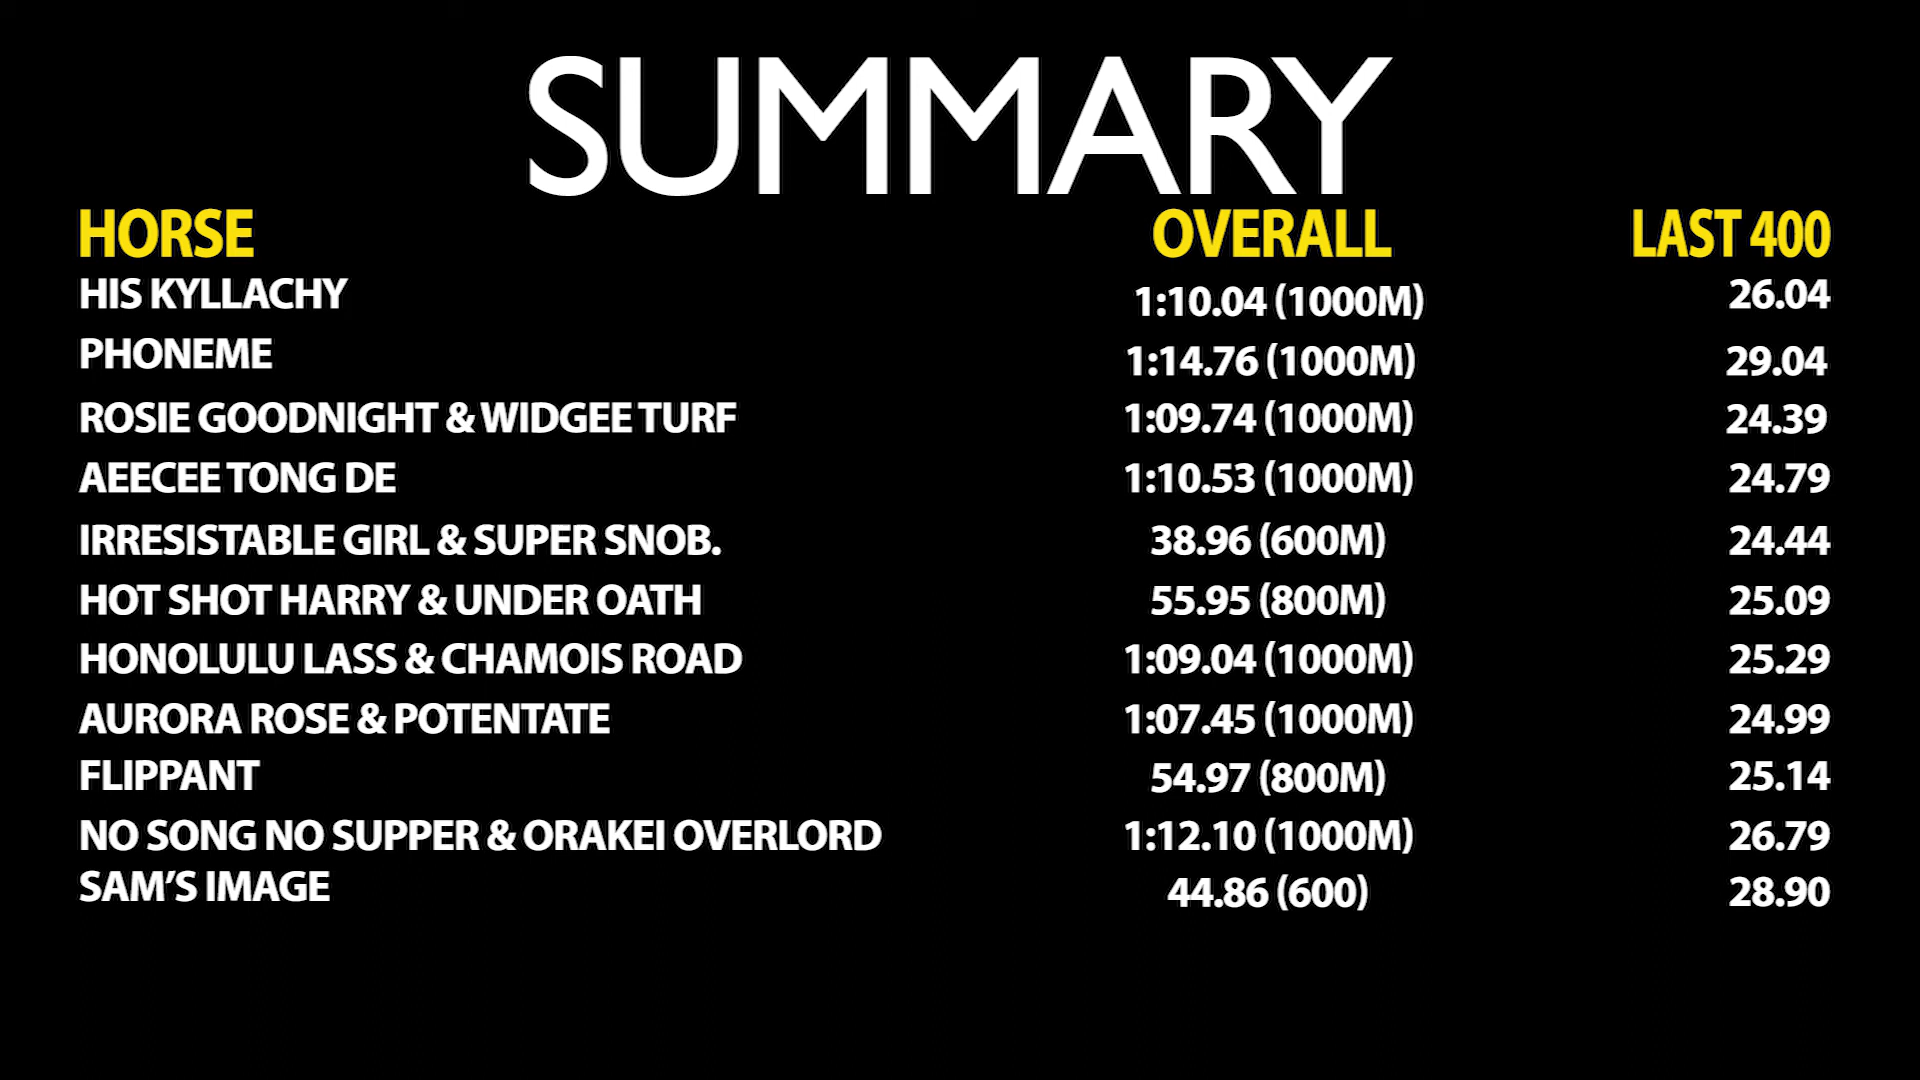 SUMMARY
HORSE OVERALL LAST 400
HIS KYLLACHY 1:10.04 (1000M) 26.04
PHONEME 1:14.76 (1000M) 29.04
ROSIE GOODNIGHT & WIDGEE TURF 1:09.74 (1000M) 24.39
AEECEE TONG DE 1:10.53 (1000M) 24.79
IRRESISTABLE GIRL & SUPER SNOB. 38.96 (600M) 24.44
HOT SHOT HARRY & UNDER OATH 55.95 (800M) 25.09
HONOLULU LASS & CHAMOIS ROAD 1:09.04 (1000M) 25.29
AURORA ROSE & POTENTATE 1:07.45 (1000M) 24.99
FLIPPANT 54.97 (800M) 25.14
NO SONG NO SUPPER & ORAKEI OVERLORD 1:12.10 (1000M) 26.79
SAM'S IMAGE 44.86 (600) 28.90